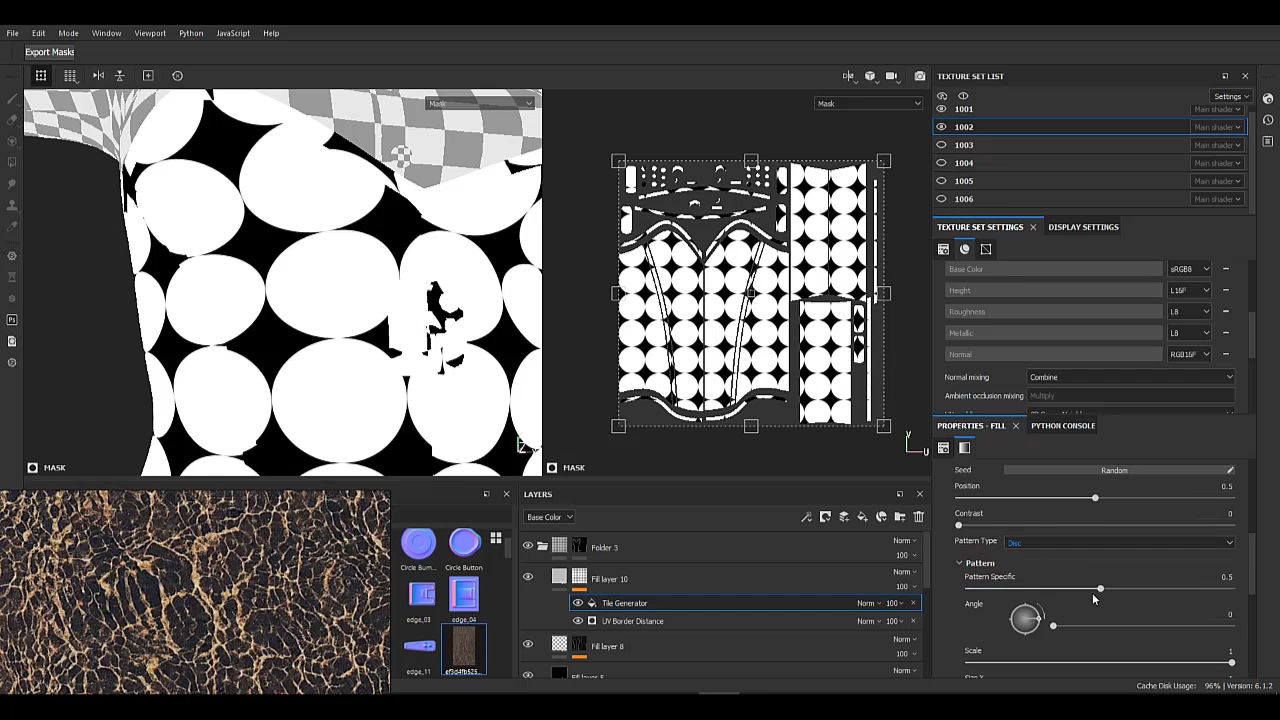 File Edit Mode Window Viewport Python JavaScript Help
Export Masks
Mask
Mask
MASK
MASK
TEXTURE SET LIST
Settings
1001 Main shader
1002 Main shader
1003 Main shader
1004 Main shader
1005 Main shader
1006 Main shader
TEXTURE SET SETTINGS DISPLAY SETTINGS
Base Color sRGB8
Height L16F
Roughness L8
Metallic L8
Normal RGB16F
Normal mixing Combine
Ambient occlusion mixing Multiply
PROPERTIES - FILL PYTHON CONSOLE
Seed Random
Position 0.5
Contrast 0
Pattern Type Disc
Pattern
Pattern Specific 0.5
Angle 0
Scale 1
Y
U
Circle Bum... Circle Button
edge_03 edge_04
edge_11
LAYERS
Base Color
Folder 3 Norm
100
Fill layer 10 Norm
100
Tile Generator Norm 100
UV Border Distance Norm 100
Fill layer 8 Norm
100
Norm
Cache Disk Usage: 96% | Version: 6.1.2